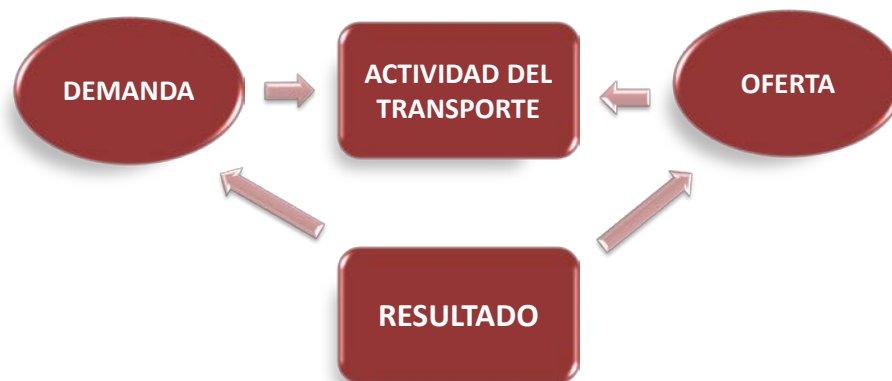 DEMANDA
ACTIVIDAD DEL
TRANSPORTE
OFERTA
RESULTADO